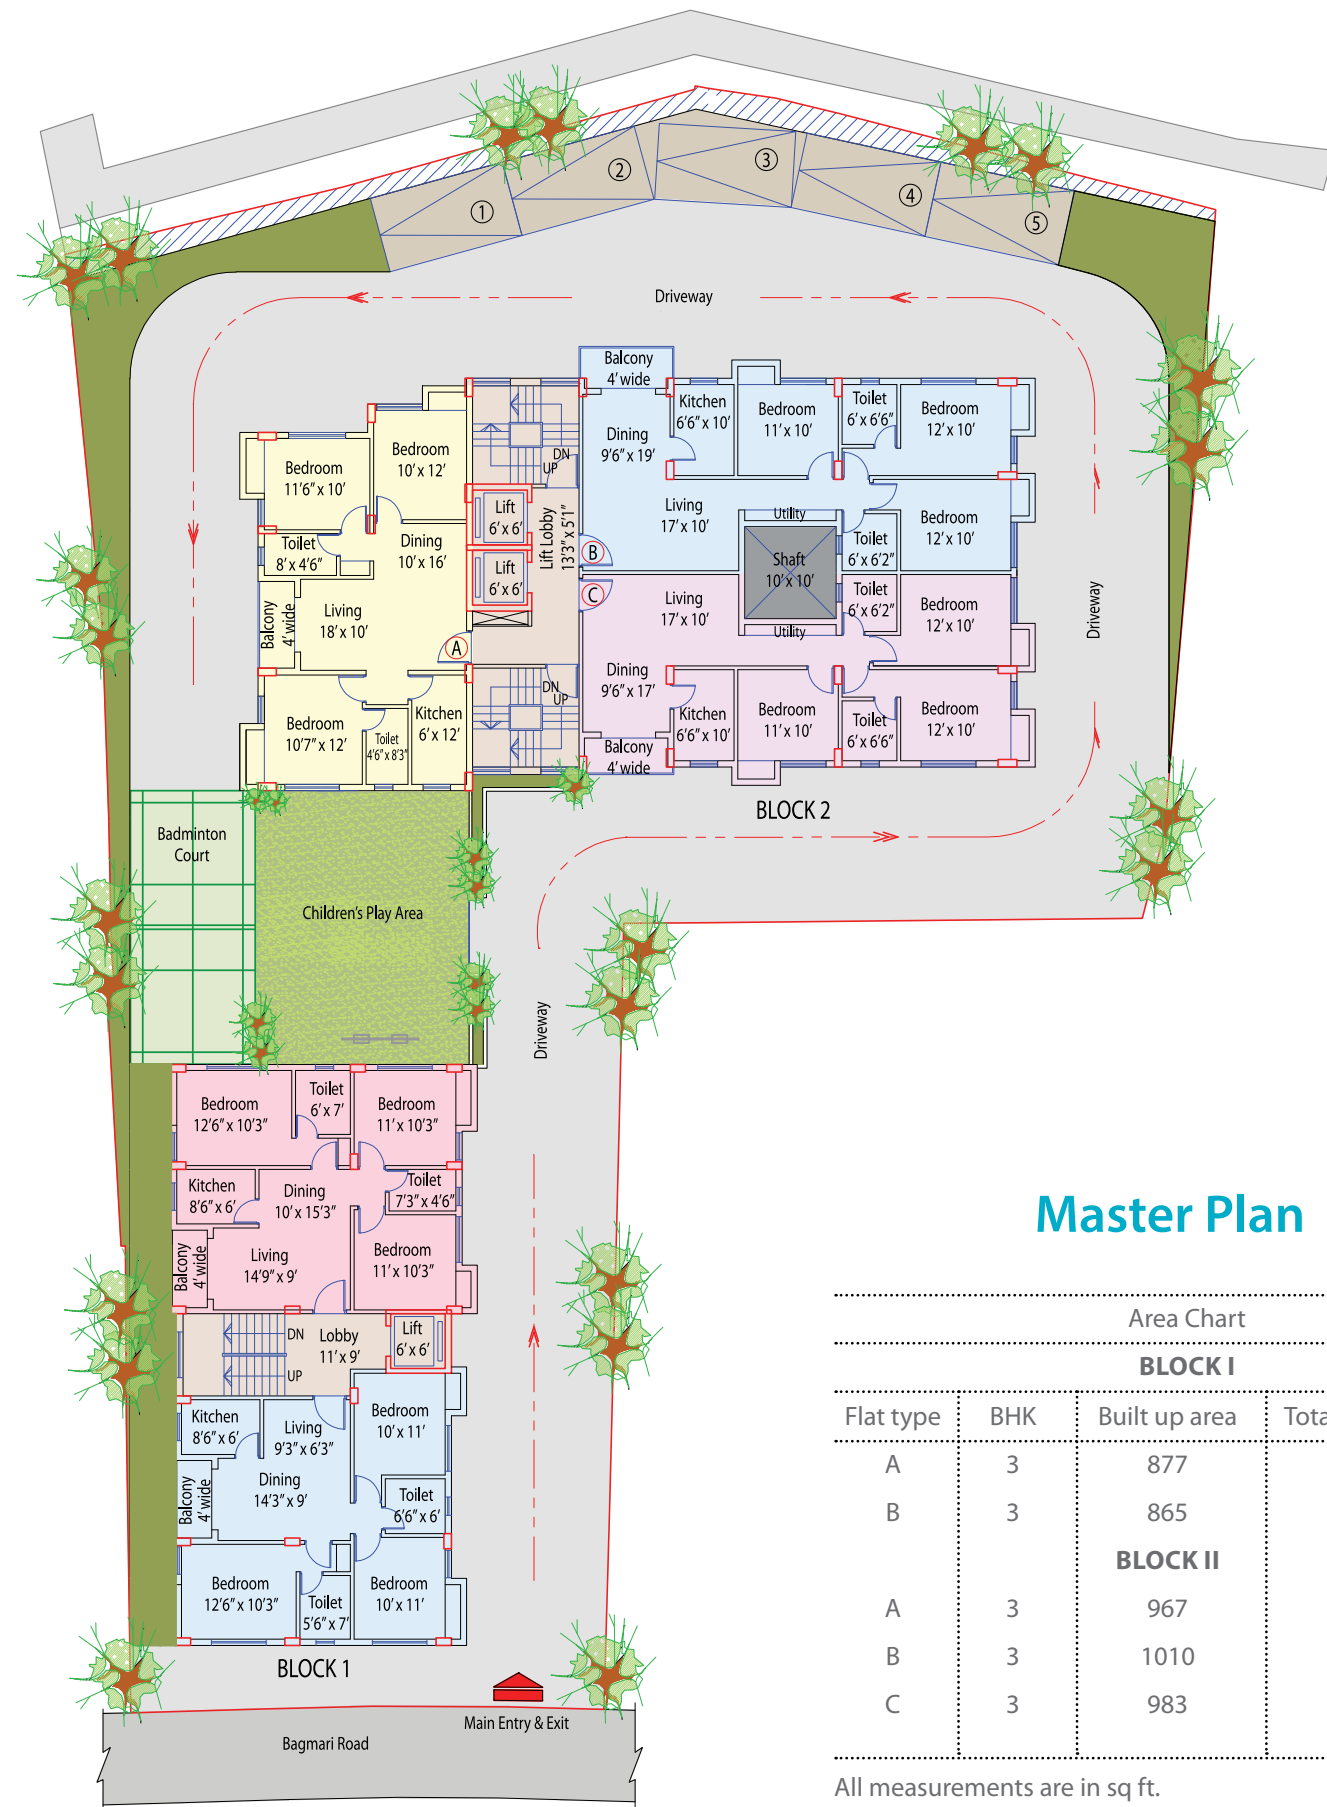 ①
②
③
④
⑤
Driveway
Balcony
4' wide
Kitchen
6'6" x 10'
Bedroom
11' x 10'
Toilet
6' x 6'6"
Bedroom
12' x 10'
Dining
9'6" x 19'
Bedroom
10' x 12'
Bedroom
11'6" x 10'
DN
UP
Lift
6' x 6'
Lift Lobby
13'3" x 5'1"
Living
17' x 10'
Utility
Bedroom
12' x 10'
Toilet
6' x 6'2"
B
Toilet
8' x 4'6"
Dining
10' x 16'
Lift
6' x 6'
Shaft
10' x 10'
C
Living
17' x 10'
Toilet
6' x 6'2"
Bedroom
12' x 10'
Utility
Driveway
Balcony
4' wide
Living
18' x 10'
A
Dining
9'6" x 17'
DN
UP
Bedroom
10'7" x 12'
Toilet
4'6" x 8'3"
Kitchen
6' x 12'
Kitchen
6'6" x 10'
Bedroom
11' x 10'
Toilet
6' x 6'6"
Bedroom
12' x 10'
Balcony
4' wide
BLOCK 2
Badminton
Court
Children's Play Area
Driveway
Bedroom
12'6" x 10'3"
Toilet
6' x 7'
Bedroom
11' x 10'3"
Kitchen
8'6" x 6'
Dining
10' x 15'3"
Toilet
7'3" x 4'6"
Balcony
4' wide
Living
14'9" x 9'
Bedroom
11' x 10'3"
DN
UP
Lobby
11' x 9'
Lift
6' x 6'
Kitchen
8'6" x 6'
Living
9'3" x 6'3"
Bedroom
10' x 11'
Balcony
4' wide
Dining
14'3" x 9'
Toilet
6'6" x 6'
Bedroom
12'6" x 10'3"
Toilet
5'6" x 7'
Bedroom
10' x 11'
BLOCK 1
Main Entry & Exit
Bagmari Road
Master Plan
Area Chart
BLOCK I
Flat type BHK Built up area Tota
A 3 877
B 3 865
BLOCK II
A 3 967
B 3 1010
C 3 983
All measurements are in sq ft.